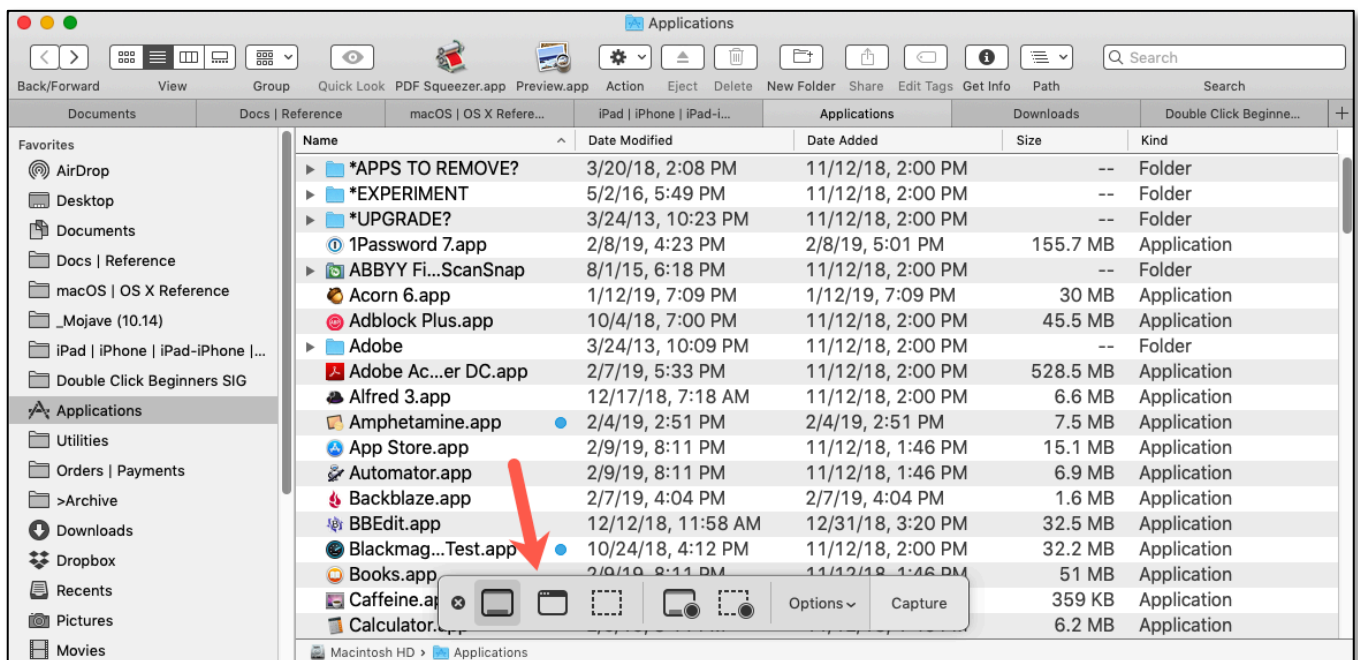 Applications
Search
Back/Forward View Group Quick Look PDF Squeezer.app Preview.app Action Eject Delete New Folder Share Edit Tags Get Info Path Search
Documents Docs | Reference macOS | OS X Refere... iPad | iPhone | iPad-i... Applications Downloads Double Click Beginne... +
Favorites
AirDrop
Desktop
Documents
Docs | Reference
macOS | OS X Reference
_Mojave (10.14)
iPad | iPhone | iPad-iPhone |...
Double Click Beginners SIG
Applications
Utilities
Orders | Payments
>Archive
Downloads
Dropbox
Recents
Pictures
Movies
Name Date Modified Date Added Size Kind
*APPS TO REMOVE? 3/20/18, 2:08 PM 11/12/18, 2:00 PM -- Folder
*EXPERIMENT 5/2/16, 5:49 PM 11/12/18, 2:00 PM -- Folder
*UPGRADE? 3/24/13, 10:23 PM 11/12/18, 2:00 PM -- Folder
1Password 7.app 2/8/19, 4:23 PM 2/8/19, 5:01 PM 155.7 MB Application
ABBYY Fi...ScanSnap 8/1/15, 6:18 PM 11/12/18, 2:00 PM -- Folder
Acorn 6.app 1/12/19, 7:09 PM 1/12/19, 7:09 PM 30 MB Application
Adblock Plus.app 10/4/18, 7:00 PM 11/12/18, 2:00 PM 45.5 MB Application
Adobe 3/24/13, 10:09 PM 11/12/18, 2:00 PM -- Folder
Adobe Ac...er DC.app 2/7/19, 5:33 PM 11/12/18, 2:00 PM 528.5 MB Application
Alfred 3.app 12/17/18, 7:18 AM 11/12/18, 2:00 PM 6.6 MB Application
Amphetamine.app 2/4/19, 2:51 PM 2/4/19, 2:51 PM 7.5 MB Application
App Store.app 2/9/19, 8:11 PM 11/12/18, 1:46 PM 15.1 MB Application
Automator.app 2/9/19, 8:11 PM 11/12/18, 1:46 PM 6.9 MB Application
Backblaze.app 2/7/19, 4:04 PM 2/7/19, 4:04 PM 1.6 MB Application
BBEdit.app 12/12/18, 11:58 AM 12/31/18, 3:20 PM 32.5 MB Application
Blackmag...Test.app 10/24/18, 4:12 PM 11/12/18, 2:00 PM 32.2 MB Application
Books.app 2/9/19, 8:11 PM 11/12/18, 1:46 PM 51 MB Application
Caffeine.ap 359 KB Application
Calculator. 6.2 MB Application
Options Capture
Macintosh HD › Applications